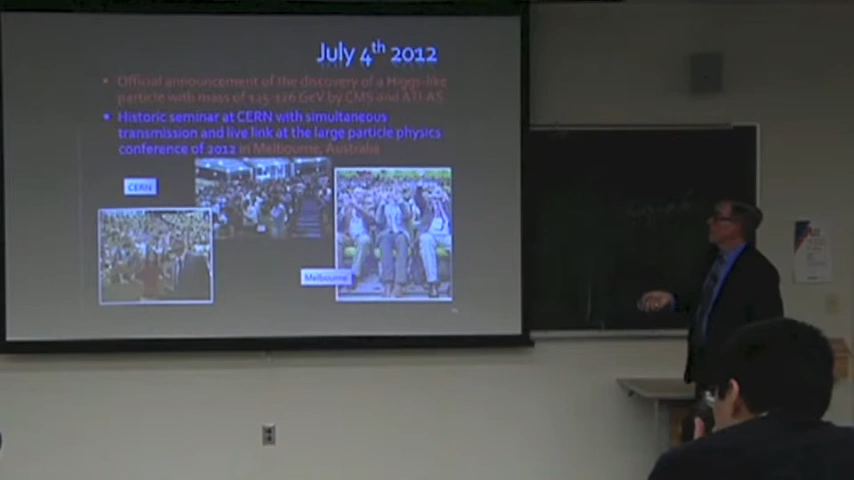 July 4th 2012
• Official announcement of the discovery of a Higgs-like
particle with mass of 125-126 GeV by CMS and ATLAS
• Historic seminar at CERN with simultaneous
transmission and live link at the large particle physics
conference of 2012 in Melbourne, Australia
CERN
Melbourne